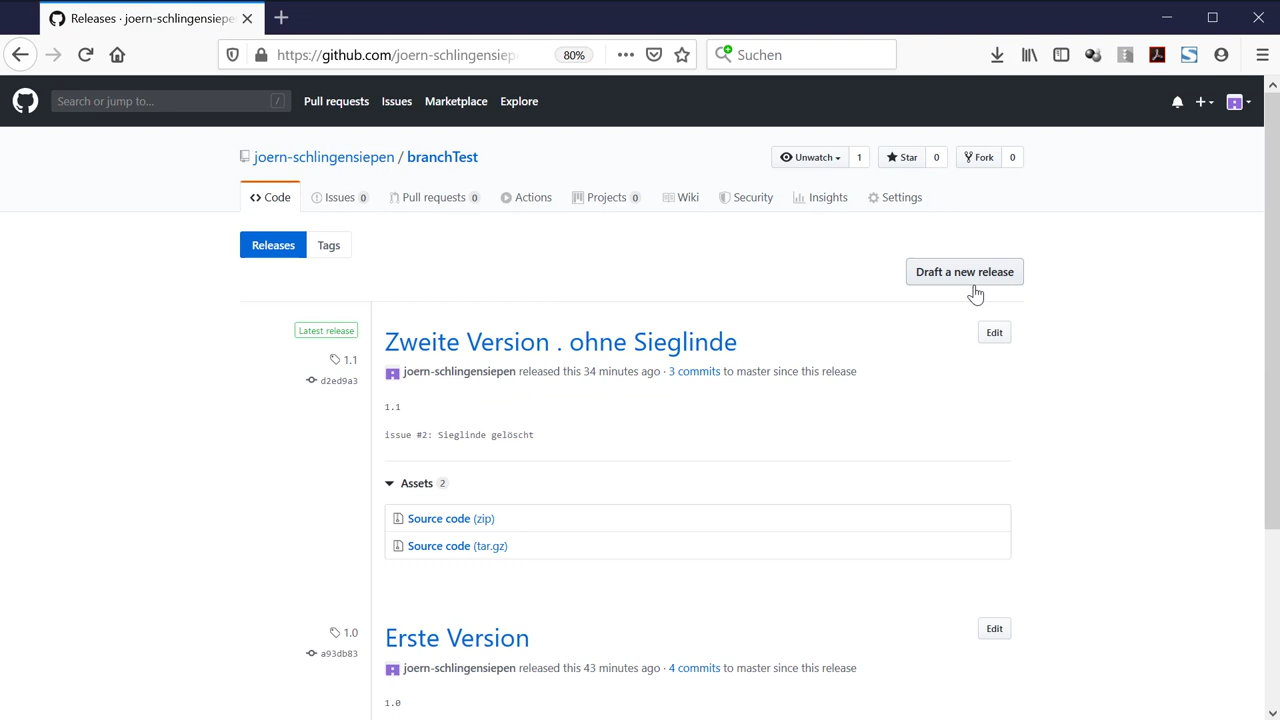 Releases · joern-schlingensiepe
https://github.com/joern-schlingensiep
80%
Suchen
Search or jump to...
/
Pull requests
Issues
Marketplace
Explore
joern-schlingensiepen / branchTest
Unwatch 1
Star 0
Fork 0
Code
Issues 0
Pull requests 0
Actions
Projects 0
Wiki
Security
Insights
Settings
Releases
Tags
Draft a new release
Latest release
1.1
d2ed9a3
Zweite Version . ohne Sieglinde
Edit
joern-schlingensiepen released this 34 minutes ago · 3 commits to master since this release
1.1
issue #2: Sieglinde gelöscht
Assets 2
Source code (zip)
Source code (tar.gz)
1.0
a93db83
Erste Version
Edit
joern-schlingensiepen released this 43 minutes ago · 4 commits to master since this release
1.0